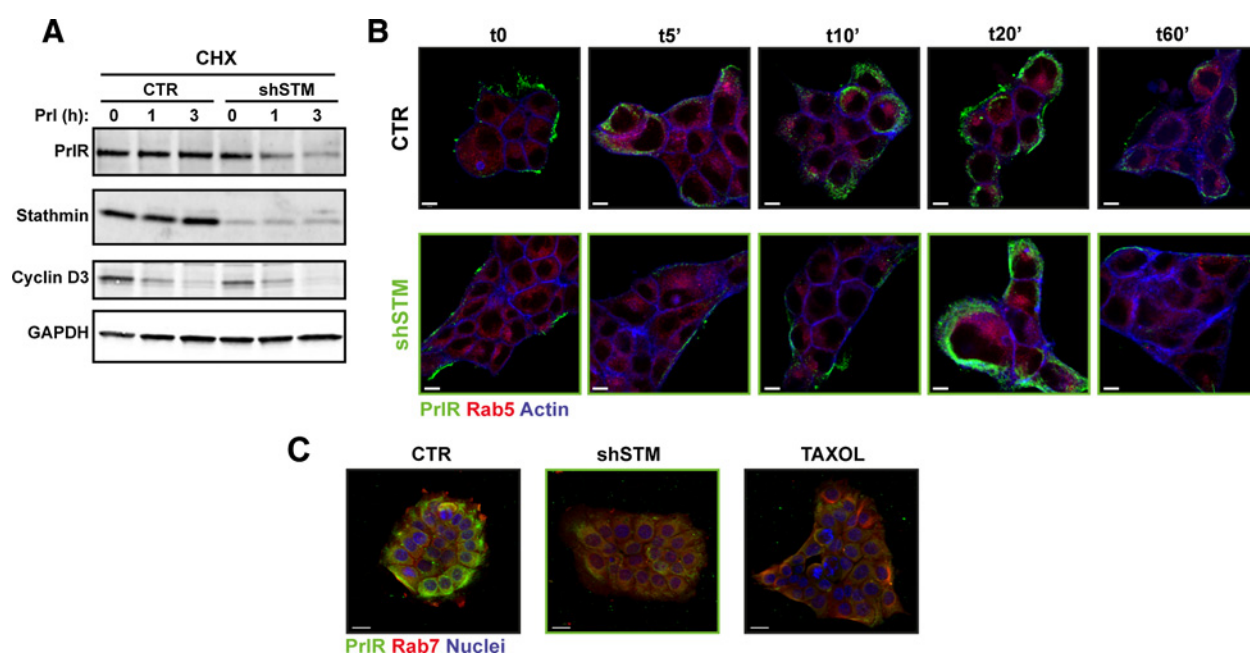 A
CHX
CTR shSTM
Prl (h): 0 1 3 0 1 3
PrlR
Stathmin
Cyclin D3
GAPDH
B
t0 t5' t10' t20' t60'
CTR
shSTM
PrlR Rab5 Actin
C
CTR shSTM TAXOL
PrlR Rab7 Nuclei